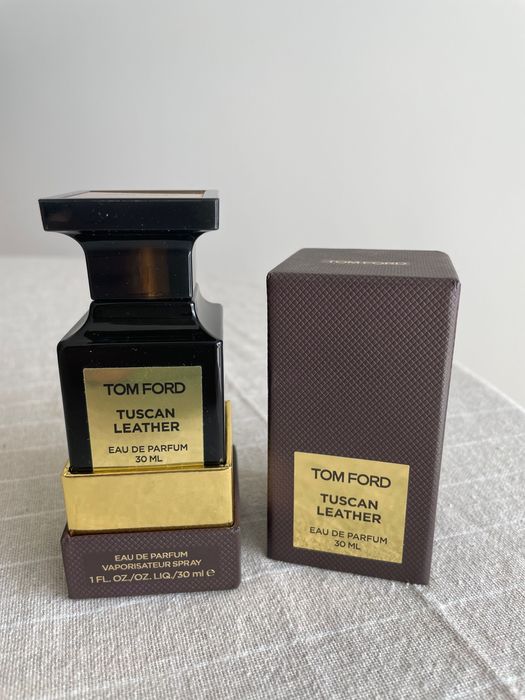 TOM FORD
TUSCAN
LEATHER
EAU DE PARFUM
30 ML
EAU DE PARFUM
VAPORISATEUR SPRAY
1 FL. OZ./OZ. LIQ./30 ml ℮
TOM FORD
TOM FORD
TUSCAN
LEATHER
EAU DE PARFUM
30 ML